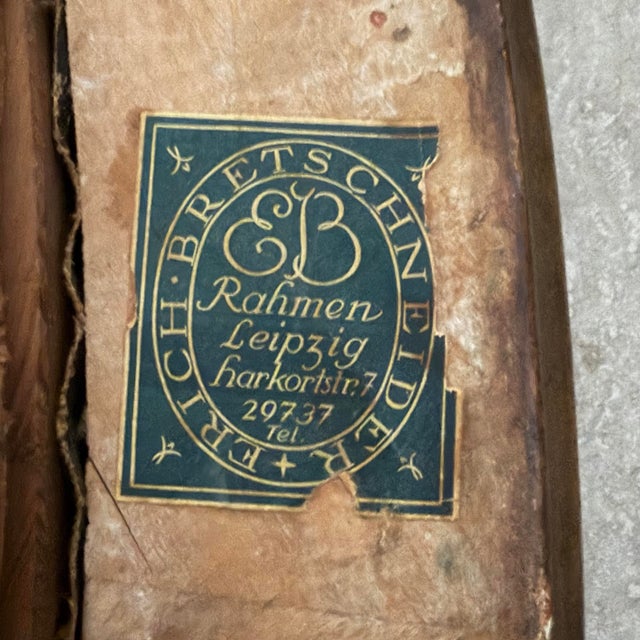 ERICH · BRETSCHNEIDER
EB
Rahmen
Leipzig
Harkortstr. 7
29737
Tel.